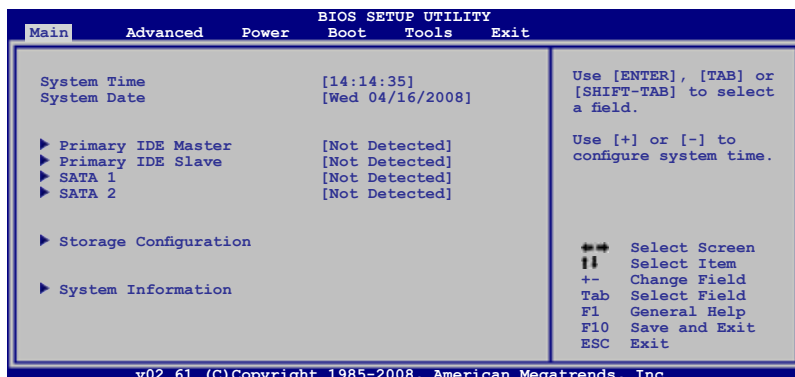 BIOS SETUP UTILITY
Main Advanced Power Boot Tools Exit
System Time [14:14:35]
System Date [Wed 04/16/2008]
Primary IDE Master [Not Detected]
Primary IDE Slave [Not Detected]
SATA 1 [Not Detected]
SATA 2 [Not Detected]
Storage Configuration
System Information
Use [ENTER], [TAB] or
[SHIFT-TAB] to select
a field.
Use [+] or [-] to
configure system time.
Select Screen
Select Item
+- Change Field
Tab Select Field
F1 General Help
F10 Save and Exit
ESC Exit
v02.61 (C)Copyright 1985-2008, American Megatrends, Inc.